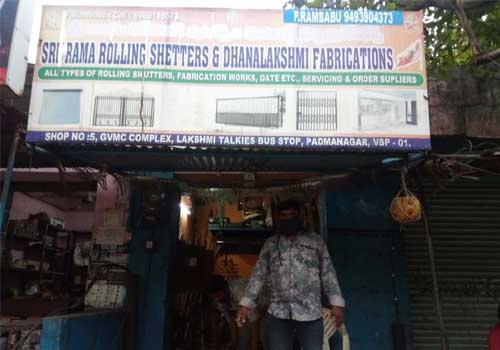 P.RAMBABU 9493804373
SRI RAMA ROLLING SHETTERS & DHANALAKSHMI FABRICATIONS
ALL TYPES OF ROLLING SHUTTERS, FABRICATION WORKS, GATE ETC., SERVICING & ORDER SUPLIERS
SHOP NO :5, GVMC COMPLEX, LAKSHMI TALKIES BUS STOP, PADMANAGAR, VSP - 01.